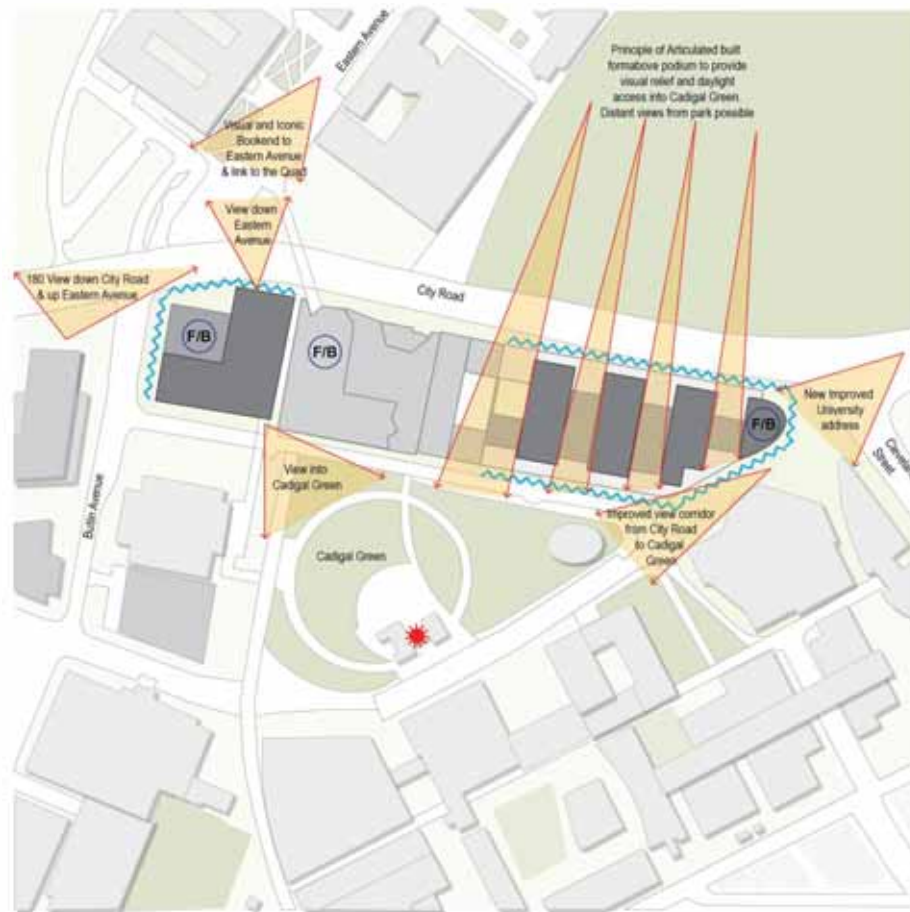 Eastern Avenue
Principle of Articulated built
formabove podium to provide
visual relief and daylight
access into Cadigal Green.
Distant views from park possible
Visual and Iconic
Bookend to
Eastern Avenue
& link to the Quad
View down
Eastern
Avenue
180 View down City Road
& up Eastern Avenue
City Road
F/B
F/B
F/B
New Improved
University
address
Cleveland
Street
View into
Cadigal Green
Butlin Avenue
Improved view corridor
from City Road
to Cadigal
Green
Cadigal Green